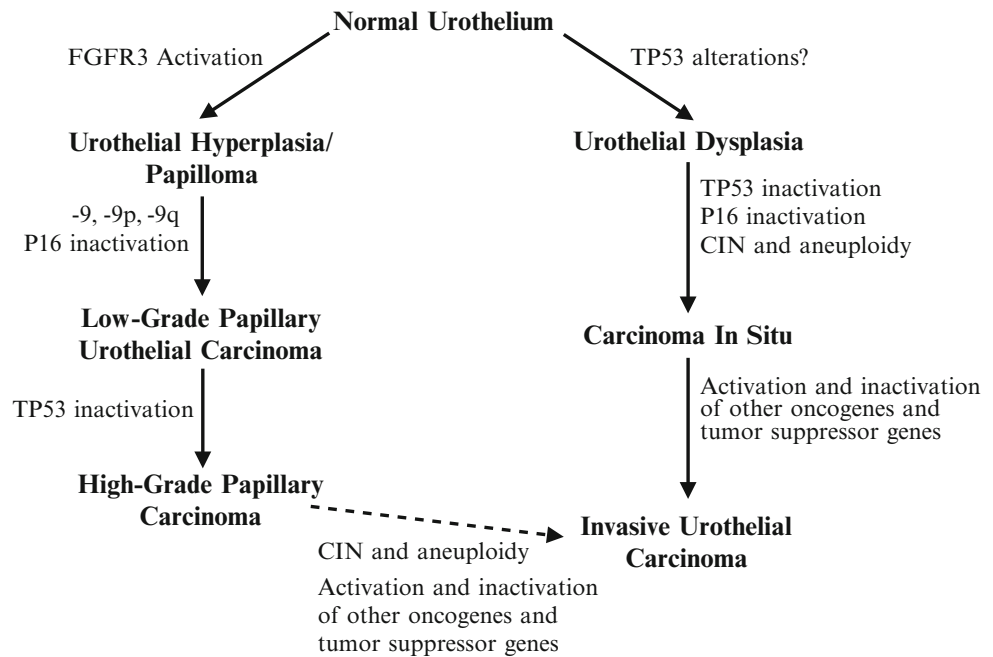 Normal Urothelium
FGFR3 Activation
TP53 alterations?
Urothelial Hyperplasia/
Papilloma
Urothelial Dysplasia
-9, -9p, -9q
P16 inactivation
TP53 inactivation
P16 inactivation
CIN and aneuploidy
Low-Grade Papillary
Urothelial Carcinoma
Carcinoma In Situ
TP53 inactivation
Activation and inactivation
of other oncogenes and
tumor suppressor genes
High-Grade Papillary
Carcinoma
Invasive Urothelial
Carcinoma
CIN and aneuploidy
Activation and inactivation
of other oncogenes and
tumor suppressor genes